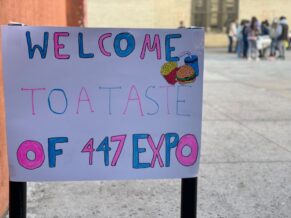 WELCOME
TO A TASTE
OF 447 EXPO